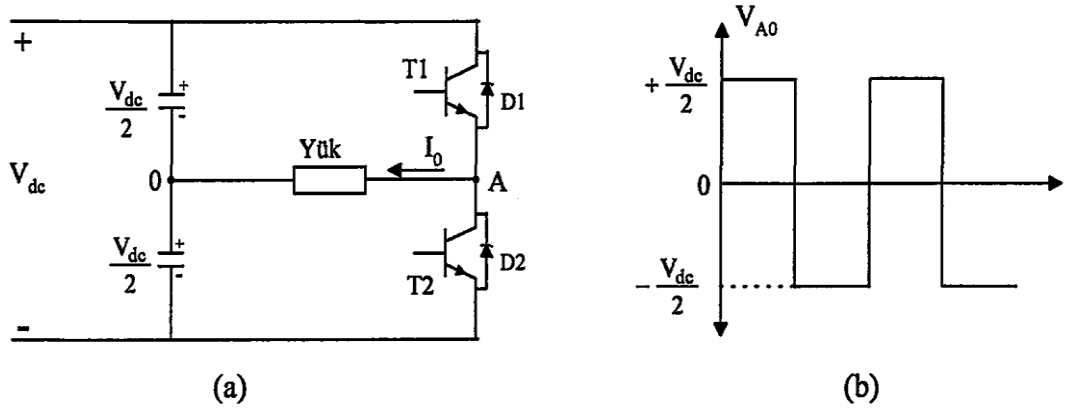 +
V_dc/2
+
-
T1
D1
Yük
I_0
V_dc
0
A
V_dc/2
+
-
T2
D2
-
(a)
V_A0
+ V_dc/2
0
- V_dc/2
(b)